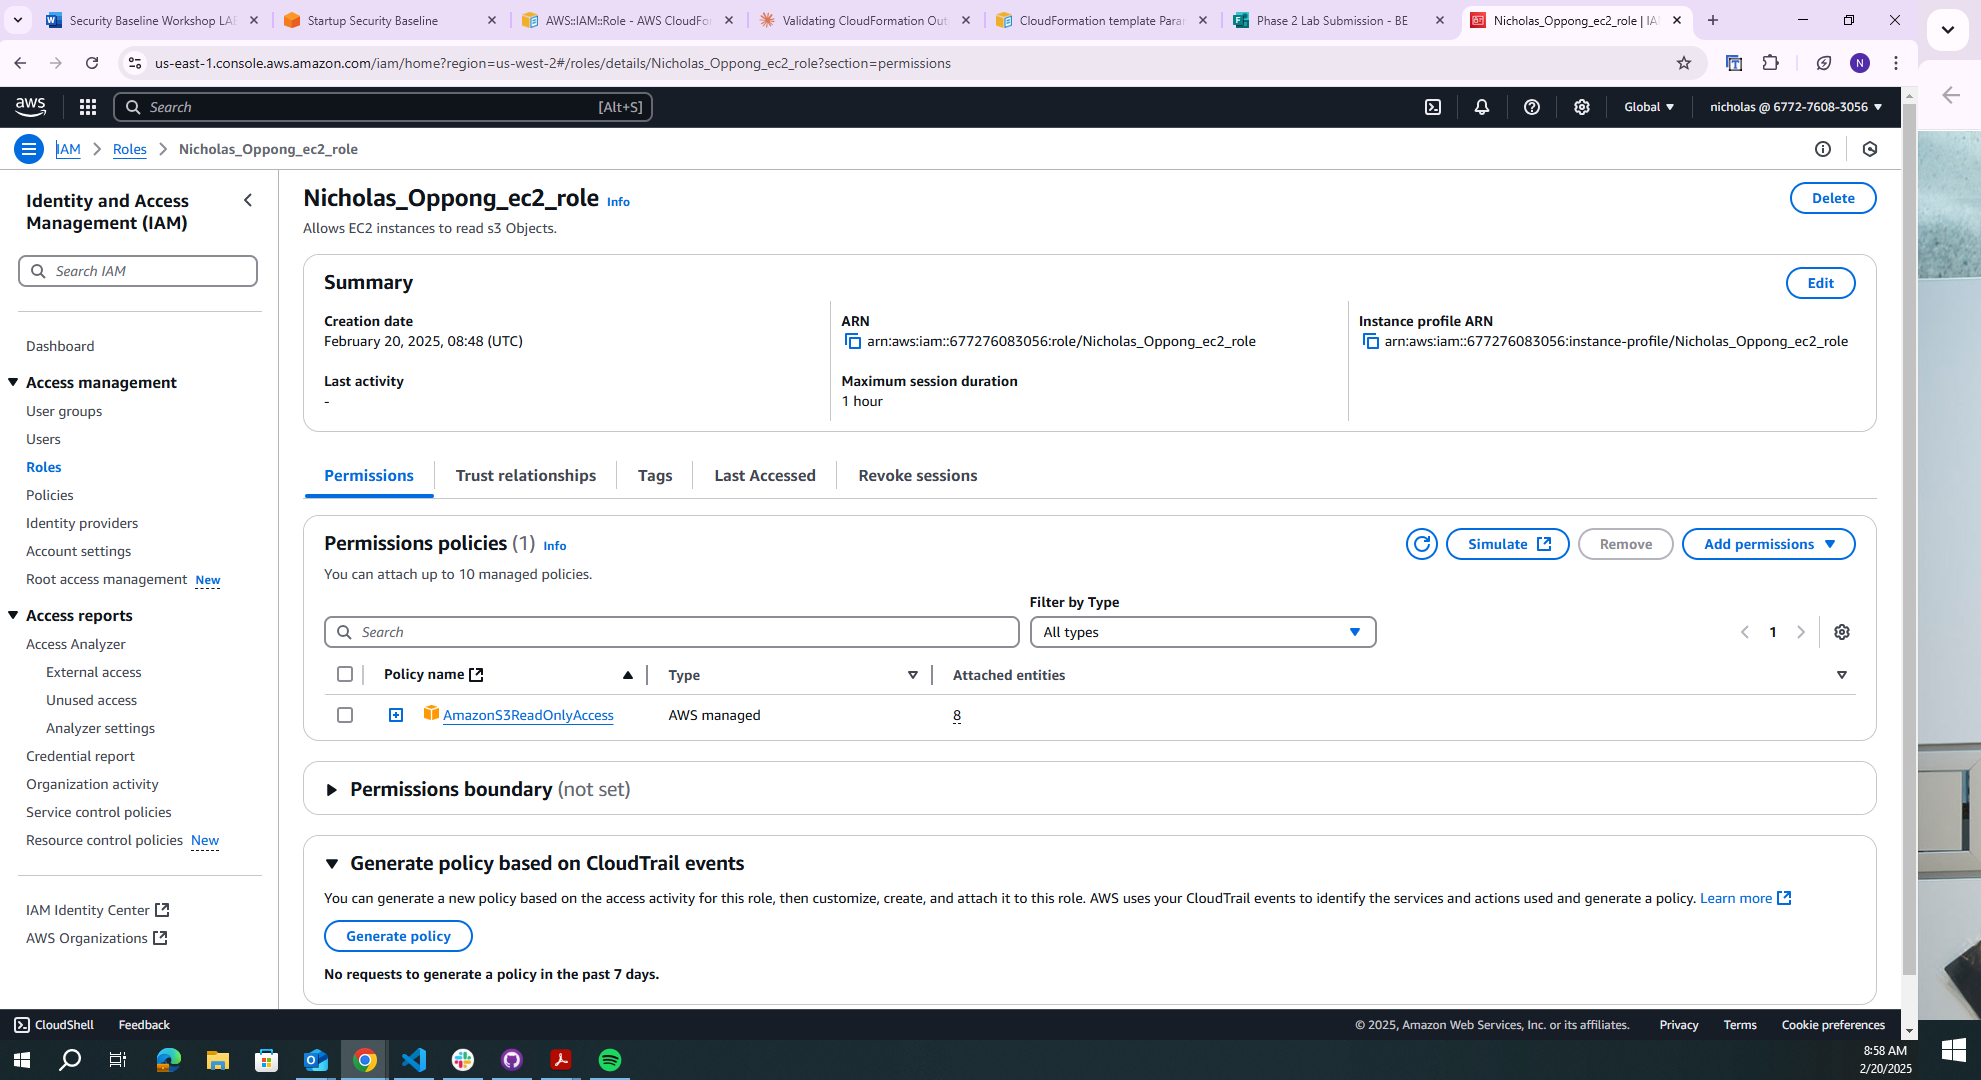 Security Baseline Workshop LAB
Startup Security Baseline
AWS::IAM::Role - AWS CloudFor
Validating CloudFormation Out
CloudFormation template Para
Phase 2 Lab Submission - BE
Nicholas_Oppong_ec2_role | IA
us-east-1.console.aws.amazon.com/iam/home?region=us-west-2#/roles/details/Nicholas_Oppong_ec2_role?section=permissions
N
aws
Search
[Alt+S]
Global
nicholas @ 6772-7608-3056
IAM
Roles
Nicholas_Oppong_ec2_role
Identity and Access
Management (IAM)
Search IAM
Dashboard
Access management
User groups
Users
Roles
Policies
Identity providers
Account settings
Root access management New
Access reports
Access Analyzer
External access
Unused access
Analyzer settings
Credential report
Organization activity
Service control policies
Resource control policies New
IAM Identity Center
AWS Organizations
Nicholas_Oppong_ec2_role Info
Delete
Allows EC2 instances to read s3 Objects.
Summary
Edit
Creation date
February 20, 2025, 08:48 (UTC)
ARN
arn:aws:iam::677276083056:role/Nicholas_Oppong_ec2_role
Instance profile ARN
arn:aws:iam::677276083056:instance-profile/Nicholas_Oppong_ec2_role
Last activity
-
Maximum session duration
1 hour
Permissions
Trust relationships
Tags
Last Accessed
Revoke sessions
Permissions policies (1) Info
Simulate
Remove
Add permissions
You can attach up to 10 managed policies.
Filter by Type
Search
All types
1
Policy name
Type
Attached entities
AmazonS3ReadOnlyAccess
AWS managed
8
Permissions boundary (not set)
Generate policy based on CloudTrail events
You can generate a new policy based on the access activity for this role, then customize, create, and attach it to this role. AWS uses your CloudTrail events to identify the services and actions used and generate a policy. Learn more
Generate policy
No requests to generate a policy in the past 7 days.
CloudShell
Feedback
© 2025, Amazon Web Services, Inc. or its affiliates.
Privacy
Terms
Cookie preferences
8:58 AM
2/20/2025